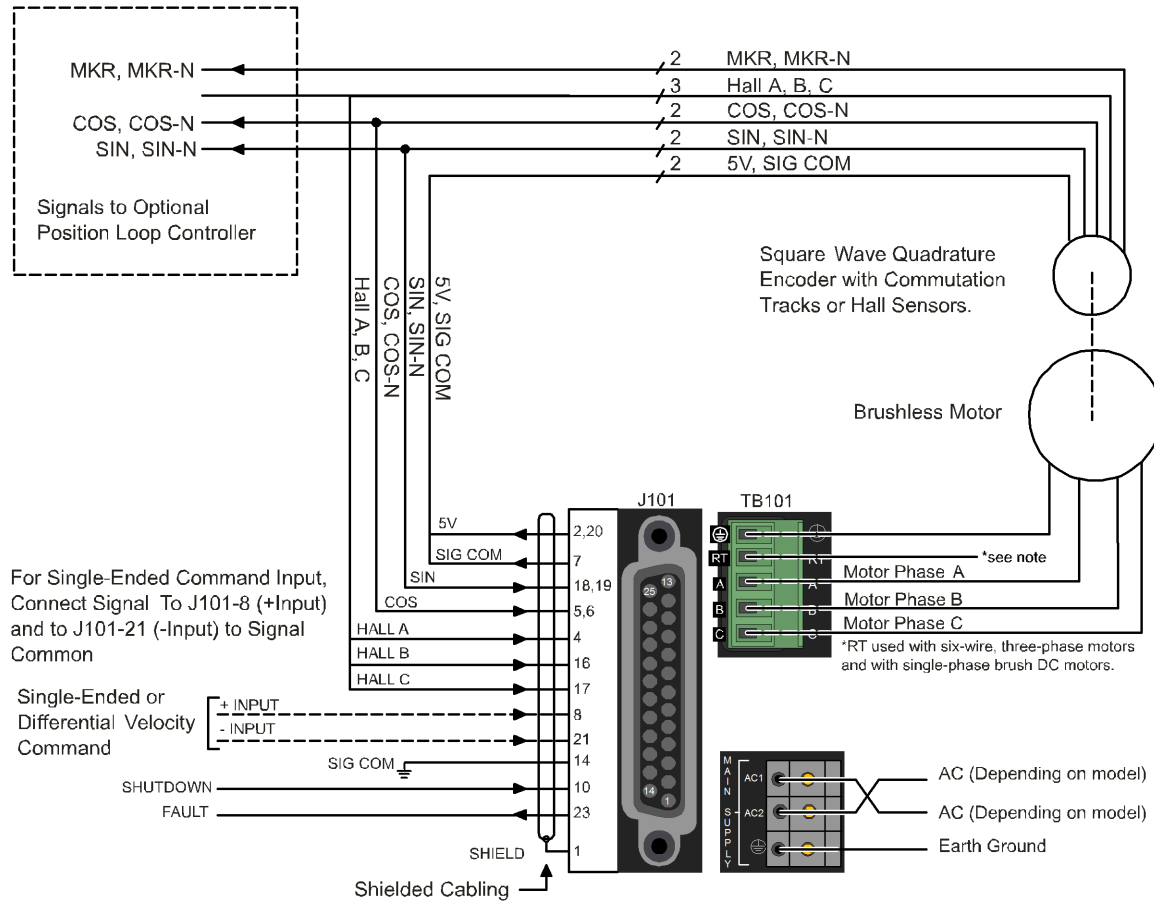 MKR, MKR-N
COS, COS-N
SIN, SIN-N
Signals to Optional
Position Loop Controller
2 MKR, MKR-N
3 Hall A, B, C
2 COS, COS-N
2 SIN, SIN-N
2 5V, SIG COM
Square Wave Quadrature
Encoder with Commutation
Tracks or Hall Sensors.
Brushless Motor
Hall A, B, C
COS, COS-N
SIN, SIN-N
5V, SIG COM
For Single-Ended Command Input,
Connect Signal To J101-8 (+Input)
and to J101-21 (-Input) to Signal
Common
Single-Ended or
Differential Velocity
Command
5V 2,20
SIG COM 7
SIN 18,19
COS 5,6
HALL A 4
HALL B 16
HALL C 17
+ INPUT 8
- INPUT 21
SIG COM 14
SHUTDOWN 10
FAULT 23
SHIELD 1
Shielded Cabling
J101
13
25
14
1
TB101
RT RT *see note
A A Motor Phase A
B B Motor Phase B
C C Motor Phase C
*RT used with six-wire, three-phase motors
and with single-phase brush DC motors.
MAIN SUPPLY
AC1 AC (Depending on model)
AC2 AC (Depending on model)
Earth Ground